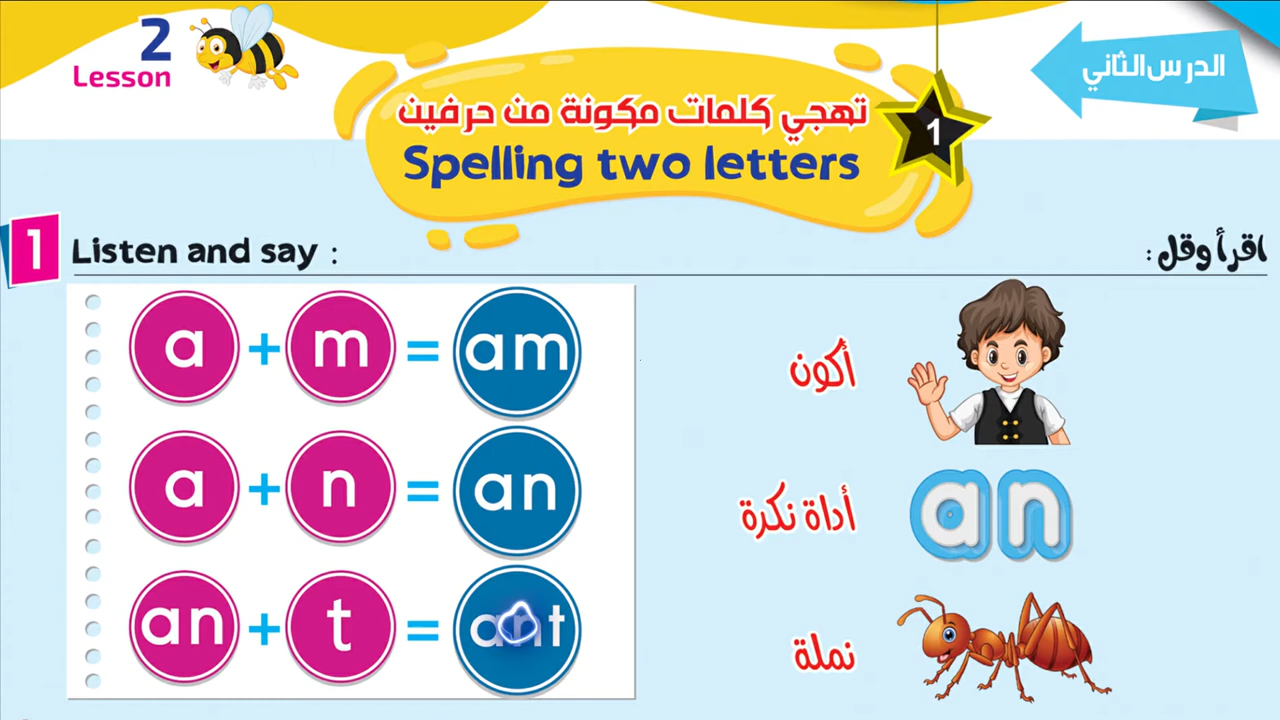 2
Lesson
الدرس الثاني
تهجي كلمات مكونة من حرفين
1
Spelling two letters
1 Listen and say :
اقرأ وقل :
a + m = am
أكون
a + n = an
أداة نكرة
an
an + t = ant
نملة